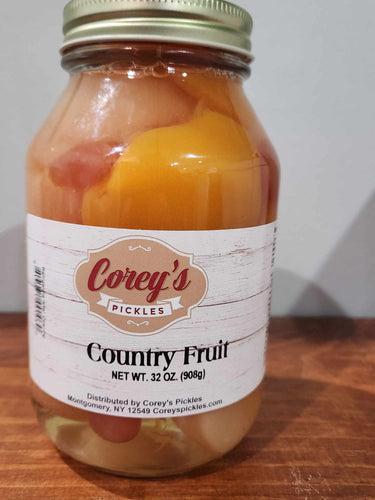 Corey's
PICKLES
Country Fruit
NET WT. 32 OZ. (908g)
Distributed by Corey's Pickles
Montgomery, NY 12549 Coreyspickles.com